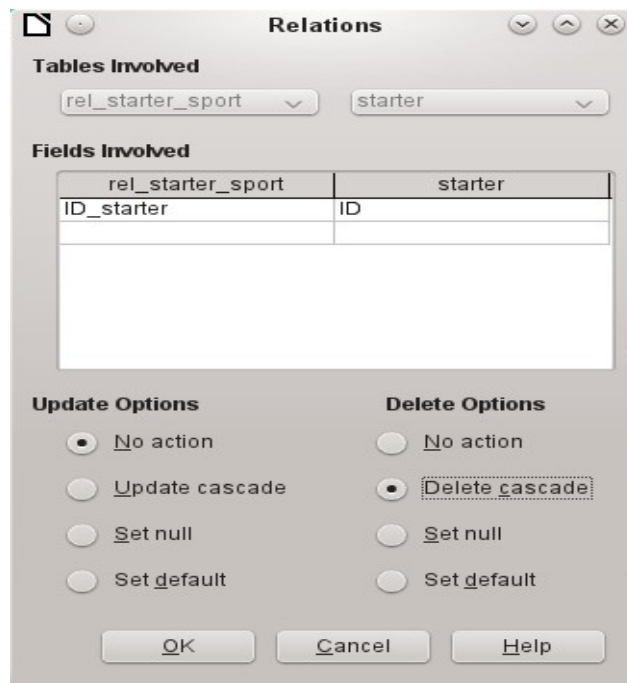 Relations
Tables Involved
rel_starter_sport starter
Fields Involved
rel_starter_sport starter
ID_starter ID
Update Options Delete Options
No action No action
Update cascade Delete cascade
Set null Set null
Set default Set default
OK Cancel Help